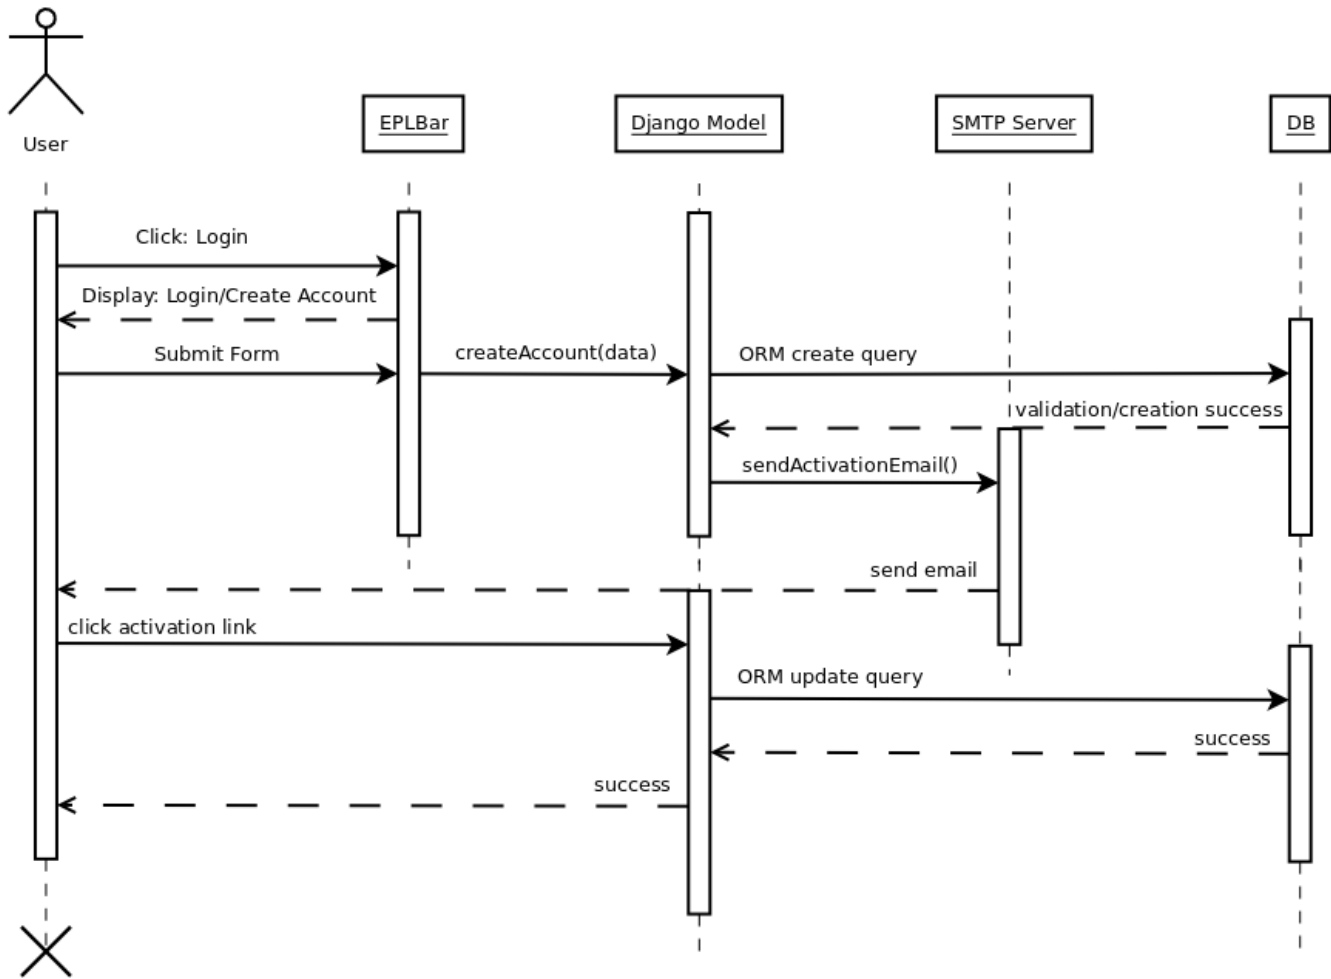 User
EPLBar
Django Model
SMTP Server
DB
Click: Login
Display: Login/Create Account
Submit Form
createAccount(data)
ORM create query
validation/creation success
sendActivationEmail()
send email
click activation link
ORM update query
success
success